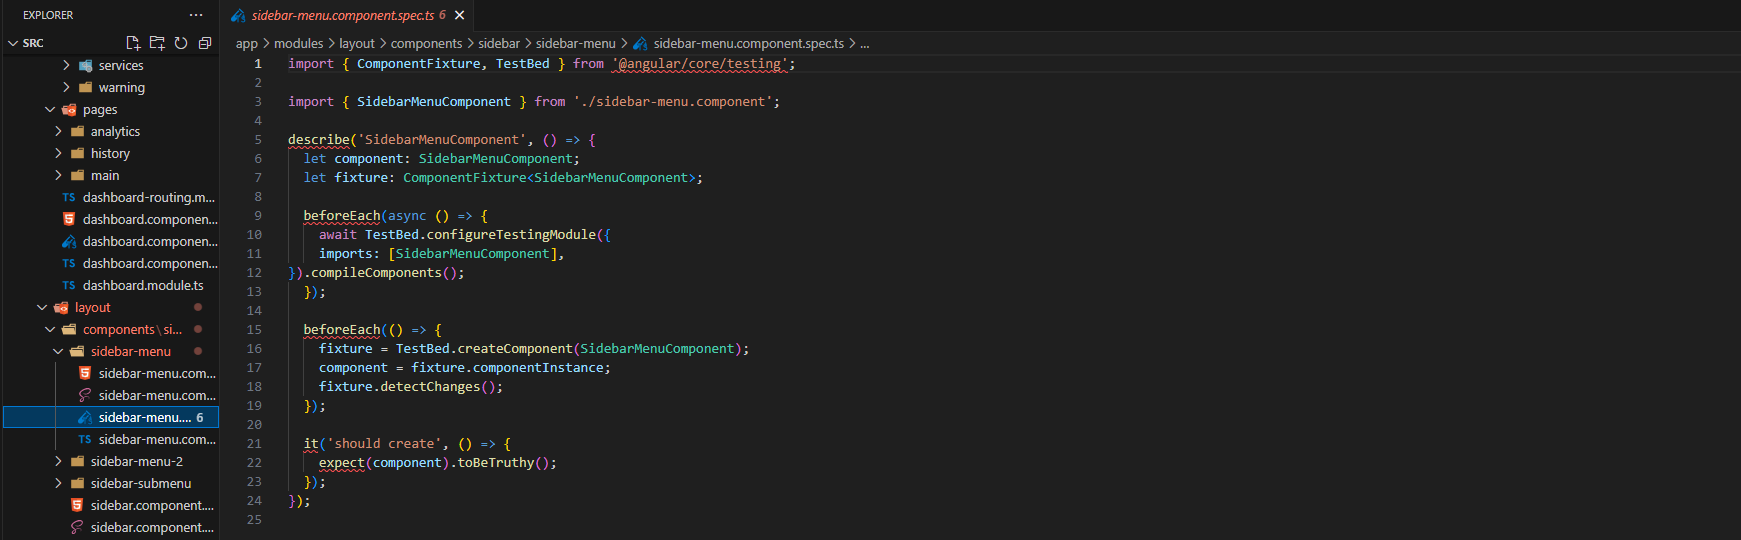 EXPLORER
···
SRC
services
warning
pages
analytics
history
main
TS dashboard-routing.m...
dashboard.componen...
dashboard.componen...
TS dashboard.componen...
TS dashboard.module.ts
layout
components\si...
sidebar-menu
sidebar-menu.com...
sidebar-menu.com...
sidebar-menu.... 6
TS sidebar-menu.com...
sidebar-menu-2
sidebar-submenu
sidebar.component....
sidebar.component....
sidebar-menu.component.spec.ts 6
app > modules > layout > components > sidebar > sidebar-menu > sidebar-menu.component.spec.ts > ...
1 import { ComponentFixture, TestBed } from '@angular/core/testing';
2
3 import { SidebarMenuComponent } from './sidebar-menu.component';
4
5 describe('SidebarMenuComponent', () => {
6 let component: SidebarMenuComponent;
7 let fixture: ComponentFixture<SidebarMenuComponent>;
8
9 beforeEach(async () => {
10 await TestBed.configureTestingModule({
11 imports: [SidebarMenuComponent],
12 }).compileComponents();
13 });
14
15 beforeEach(() => {
16 fixture = TestBed.createComponent(SidebarMenuComponent);
17 component = fixture.componentInstance;
18 fixture.detectChanges();
19 });
20
21 it('should create', () => {
22 expect(component).toBeTruthy();
23 });
24 });
25